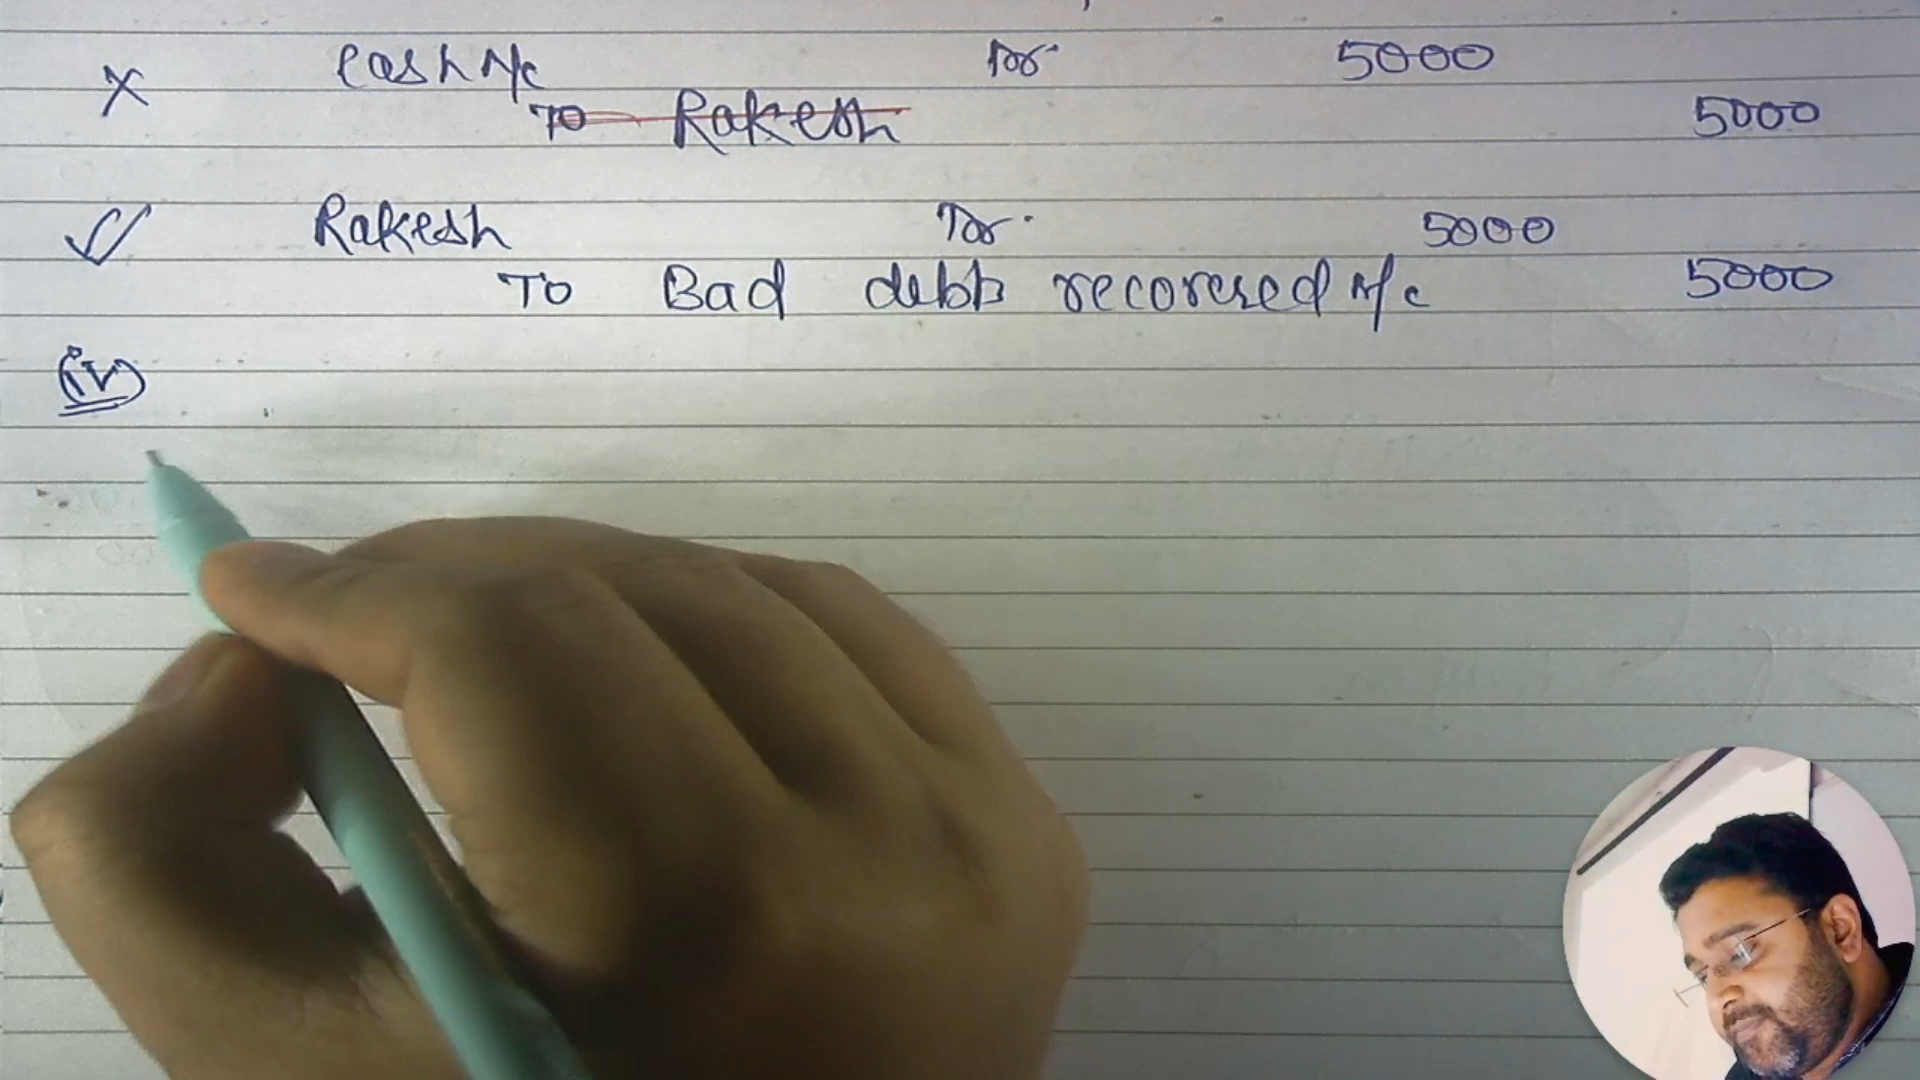 X Cash A/c Dr. 5000
To Rakesh 5000
✓ Rakesh Dr. 5000
To Bad debts recovered A/c 5000
(iv)